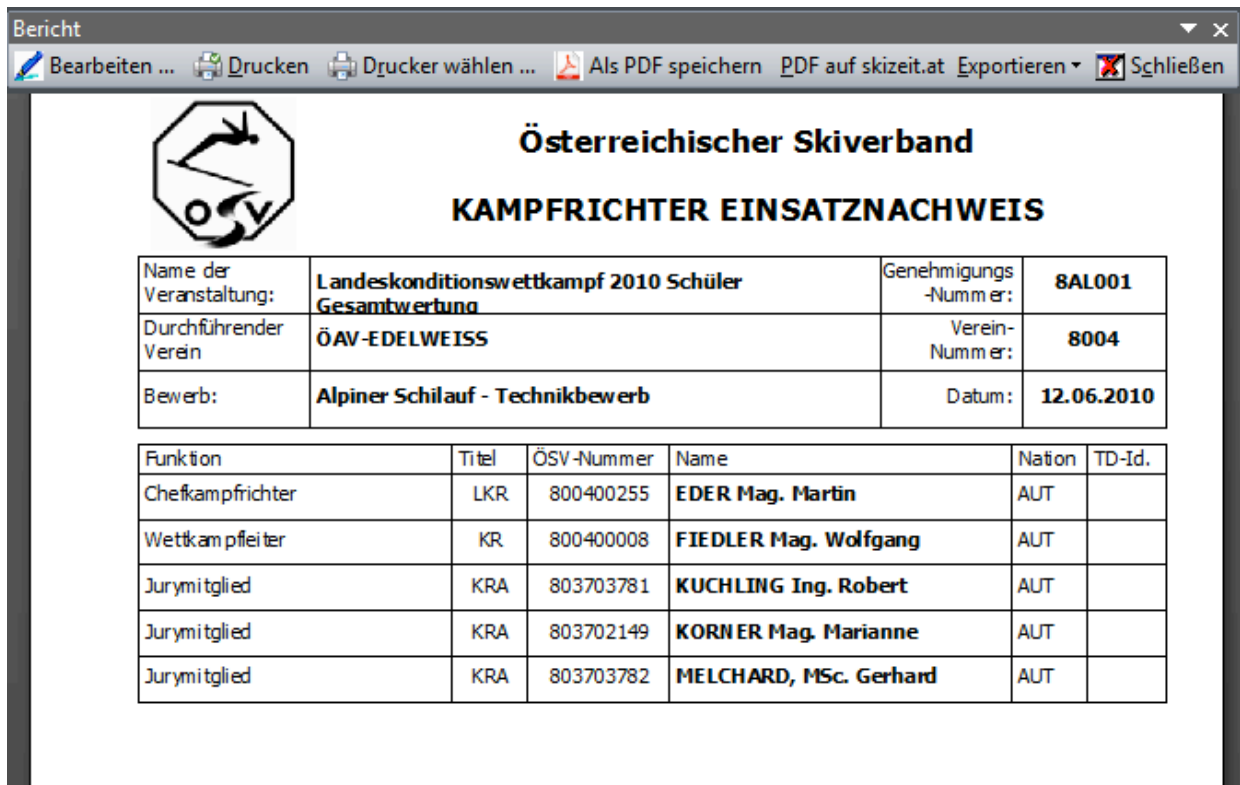 Bericht
Bearbeiten ... Drucken Drucker wählen ... Als PDF speichern PDF auf skizeit.at Exportieren Schließen
ÖSV
Österreichischer Skiverband
KAMPFRICHTER EINSATZNACHWEIS
Name der Veranstaltung: Landeskonditionswettkampf 2010 Schüler Gesamtwertung Genehmigungs-Nummer: 8AL001
Durchführender Verein ÖAV-EDELWEISS Verein-Nummer: 8004
Bewerb: Alpiner Schilauf - Technikbewerb Datum: 12.06.2010
Funktion Titel ÖSV-Nummer Name Nation TD-Id.
Chefkampfrichter LKR 800400255 EDER Mag. Martin AUT
Wettkampfleiter KR 800400008 FIEDLER Mag. Wolfgang AUT
Jurymitglied KRA 803703781 KUCHLING Ing. Robert AUT
Jurymitglied KRA 803702149 KORNER Mag. Marianne AUT
Jurymitglied KRA 803703782 MELCHARD, MSc. Gerhard AUT